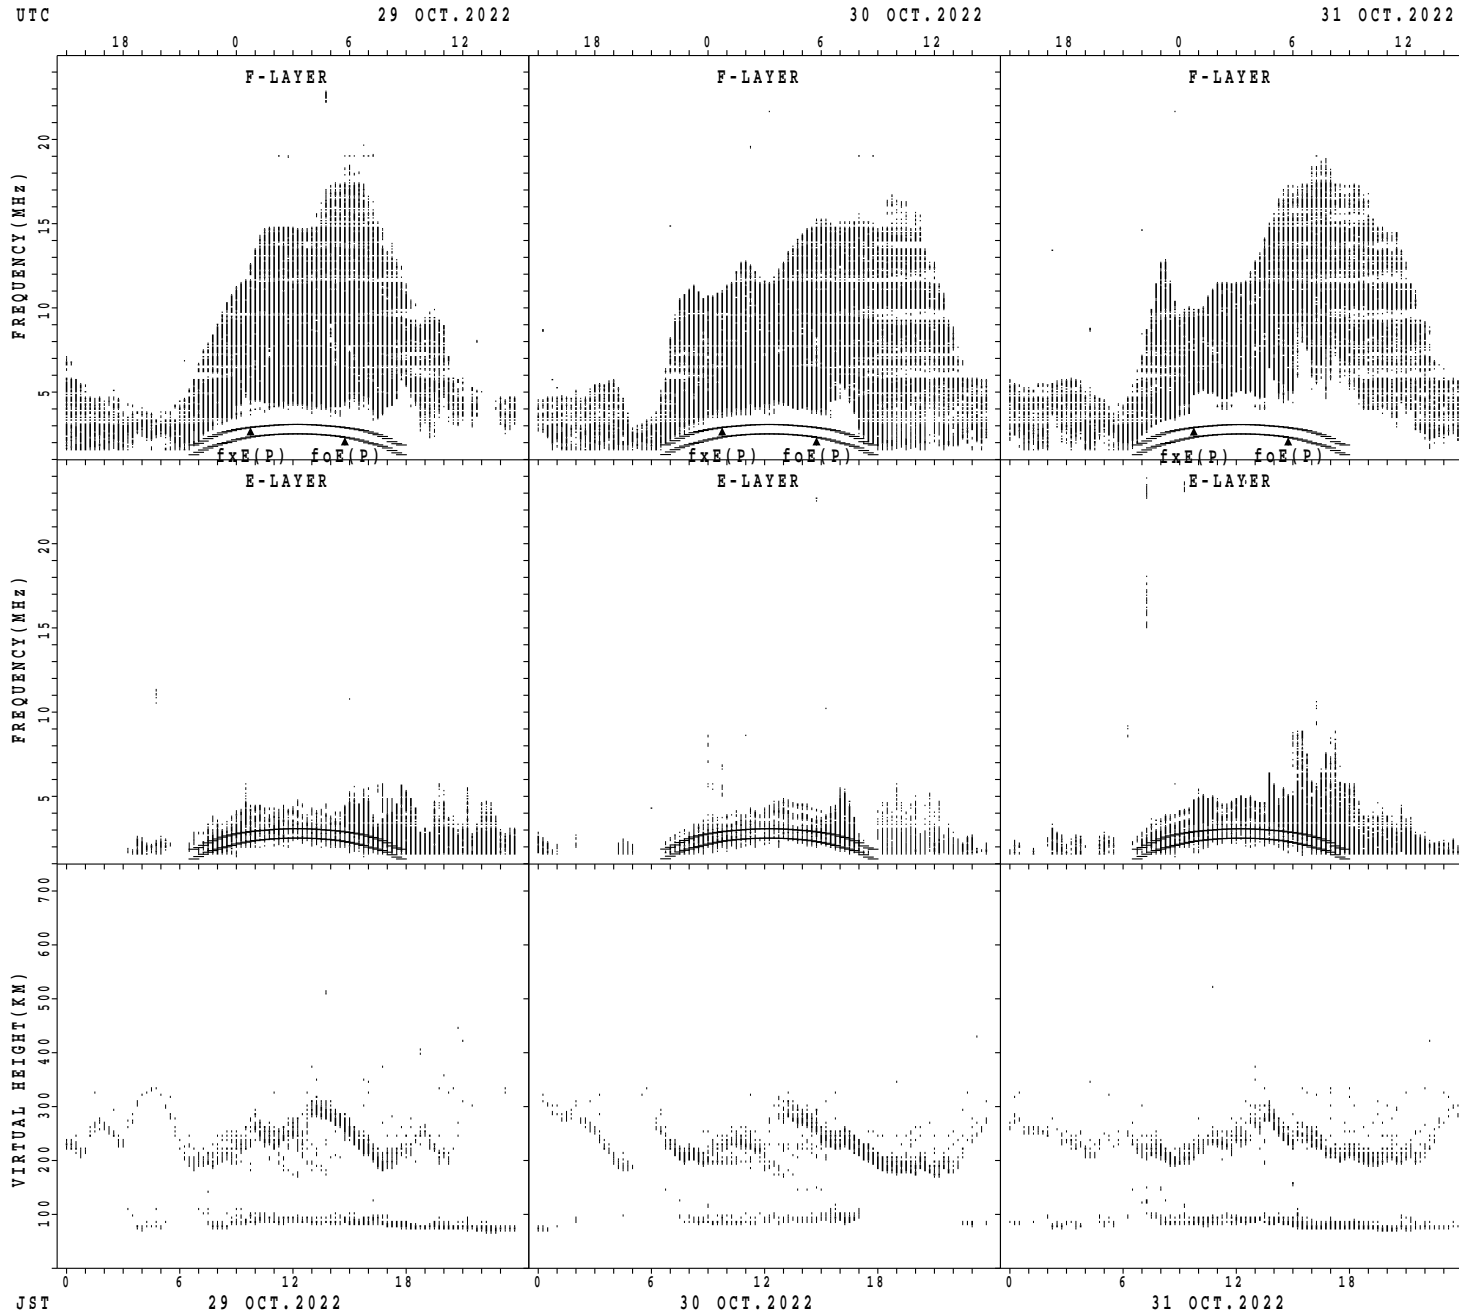 UTC 29 OCT.2022 30 OCT.2022 31 OCT.2022
18 0 6 12 18 0 6 12 18 0 6 12
F-LAYER F-LAYER F-LAYER
FREQUENCY(MHz)
20
15
10
5
fxE(P) foE(P) fxE(P) foE(P) fxE(P) foE(P)
E-LAYER E-LAYER E-LAYER
FREQUENCY(MHz)
20
15
10
5
VIRTUAL HEIGHT(KM)
700
600
500
400
300
200
100
0 6 12 18 0 6 12 18 0 6 12 18
JST 29 OCT.2022 30 OCT.2022 31 OCT.2022